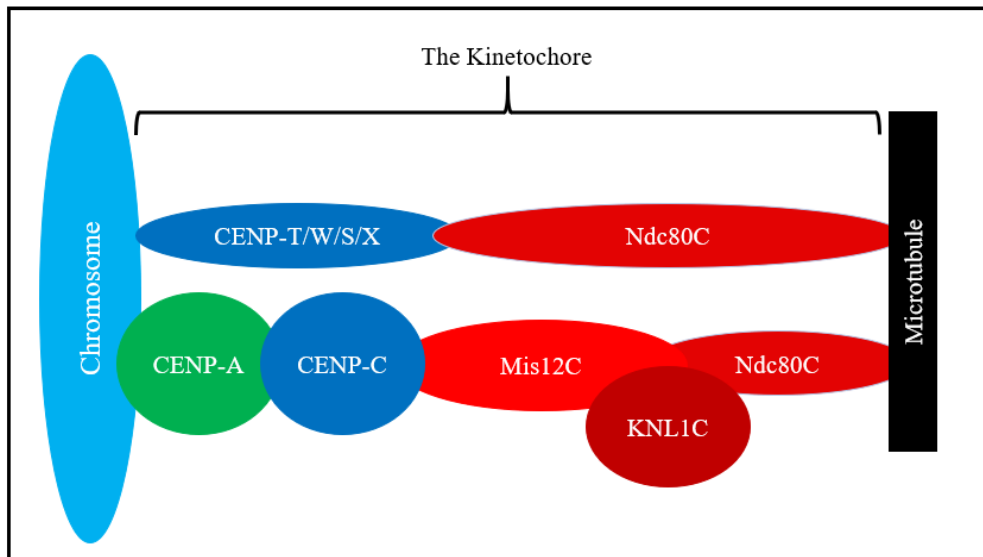 The Kinetochore
Chromosome
CENP-T/W/S/X
Ndc80C
Microtubule
CENP-A
CENP-C
Mis12C
Ndc80C
KNL1C